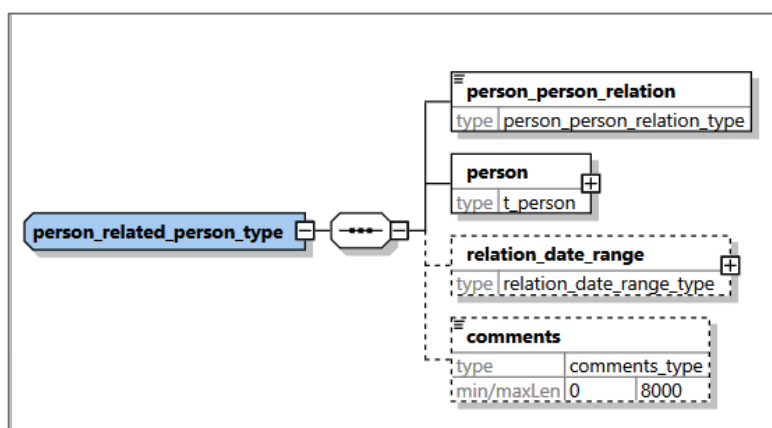 person_person_relation
type person_person_relation_type
person
type t_person
person_related_person_type
relation_date_range
type relation_date_range_type
comments
type comments_type
min/maxLen 0 8000